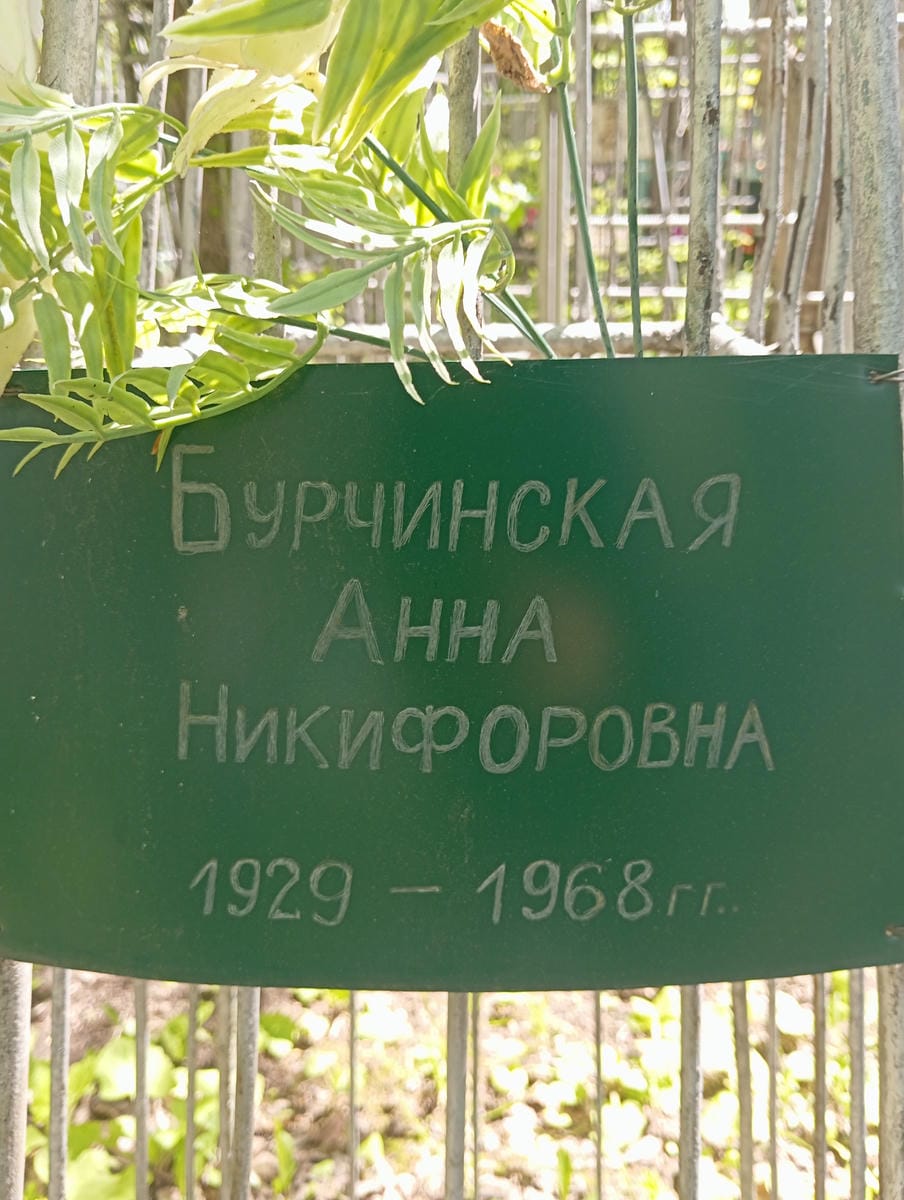 Бурчинская
Анна
Никифоровна
1929 – 1968 гг..